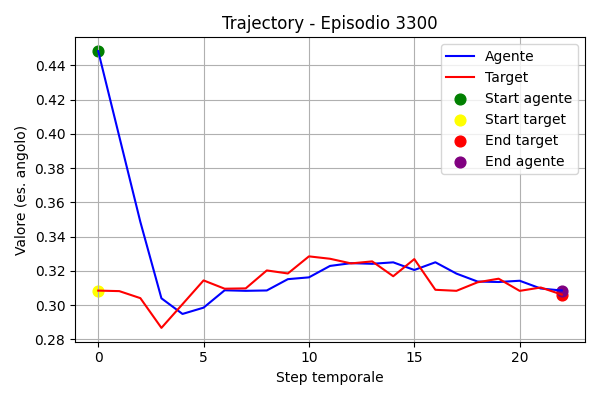 Trajectory - Episodio 3300
Valore (es. angolo)
0.44
0.42
0.40
0.38
0.36
0.34
0.32
0.30
0.28
Agente
Target
Start agente
Start target
End target
End agente
0 5 10 15 20
Step temporale